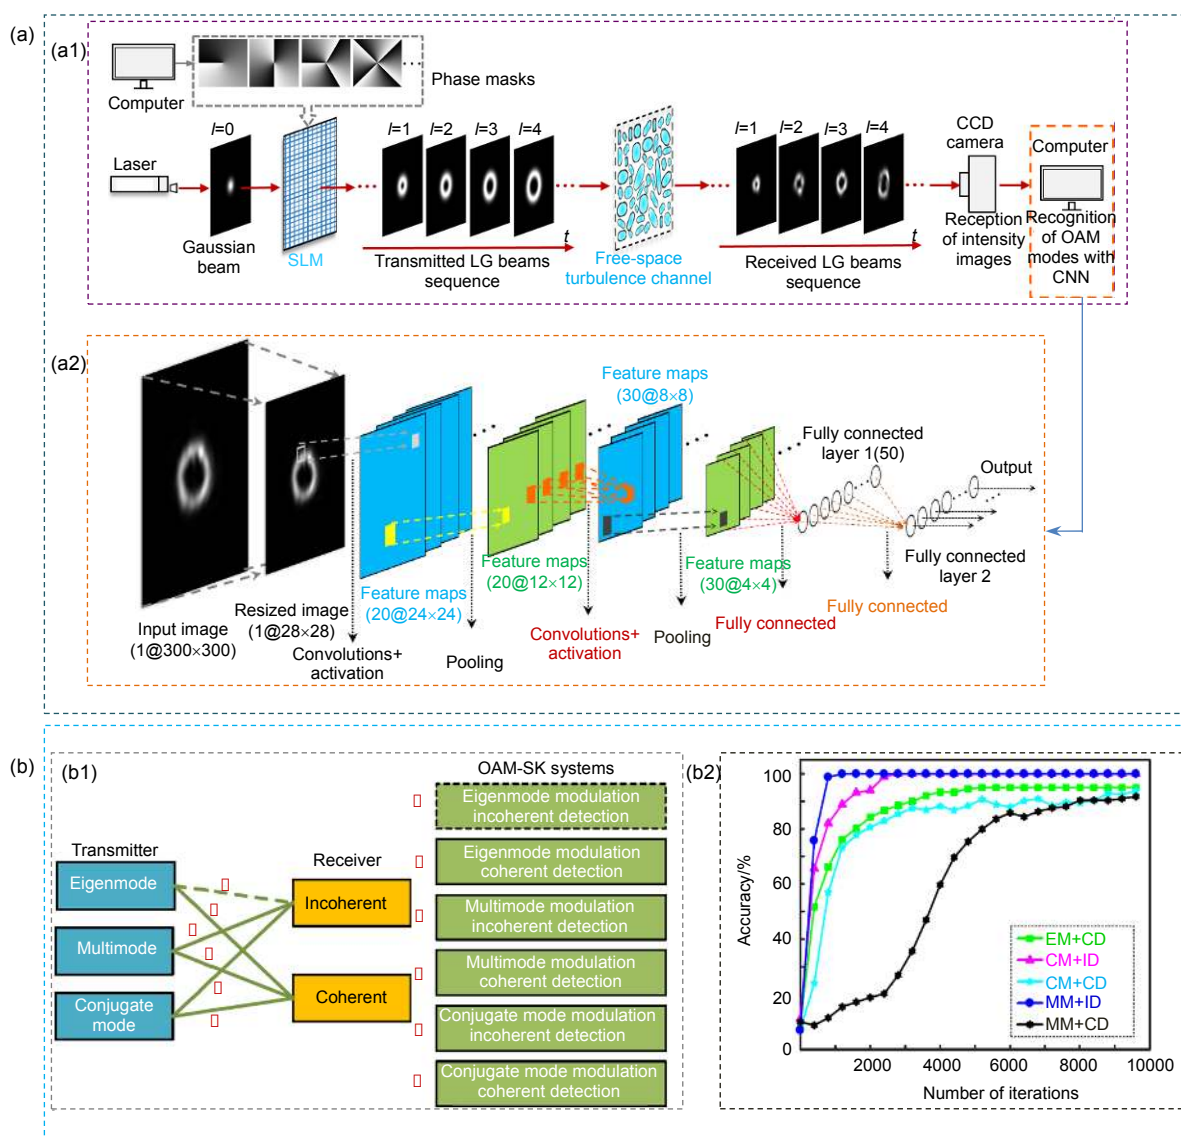 (a)
(a1)
Computer
Phase masks
Laser
l=0
Gaussian
beam
SLM
l=1
l=2
l=3
l=4
t
Transmitted LG beams
sequence
Free-space
turbulence channel
l=1
l=2
l=3
l=4
t
Received LG beams
sequence
CCD
camera
Reception
of intensity
images
Computer
Recognition
of OAM
modes with
CNN
(a2)
Input image
(1@300×300)
Resized image
(1@28×28)
Convolutions+
activation
Feature maps
(20@24×24)
Pooling
Feature maps
(20@12×12)
Convolutions+
activation
Feature maps
(30@8×8)
Pooling
Feature maps
(30@4×4)
Fully connected
Fully connected
layer 1(50)
Fully connected
Fully connected
layer 2
Output
(b)
(b1)
Transmitter
Eigenmode
Multimode
Conjugate
mode
Receiver
Incoherent
Coherent
OAM-SK systems
Eigenmode modulation
incoherent detection
Eigenmode modulation
coherent detection
Multimode modulation
incoherent detection
Multimode modulation
coherent detection
Conjugate mode modulation
incoherent detection
Conjugate mode modulation
coherent detection
(b2)
Accuracy/%
100
80
60
40
20
0
2000
4000
6000
8000
10000
Number of iterations
EM+CD
CM+ID
CM+CD
MM+ID
MM+CD